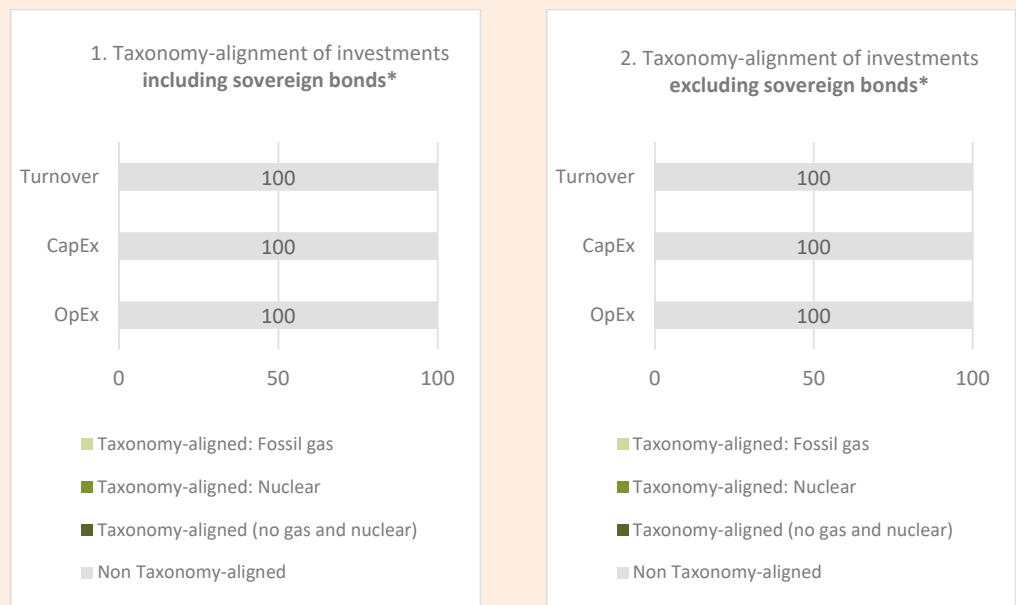 1. Taxonomy-alignment of investments
including sovereign bonds*
Turnover
100
CapEx
100
OpEx
100
0 50 100
Taxonomy-aligned: Fossil gas
Taxonomy-aligned: Nuclear
Taxonomy-aligned (no gas and nuclear)
Non Taxonomy-aligned
2. Taxonomy-alignment of investments
excluding sovereign bonds*
Turnover
100
CapEx
100
OpEx
100
0 50 100
Taxonomy-aligned: Fossil gas
Taxonomy-aligned: Nuclear
Taxonomy-aligned (no gas and nuclear)
Non Taxonomy-aligned